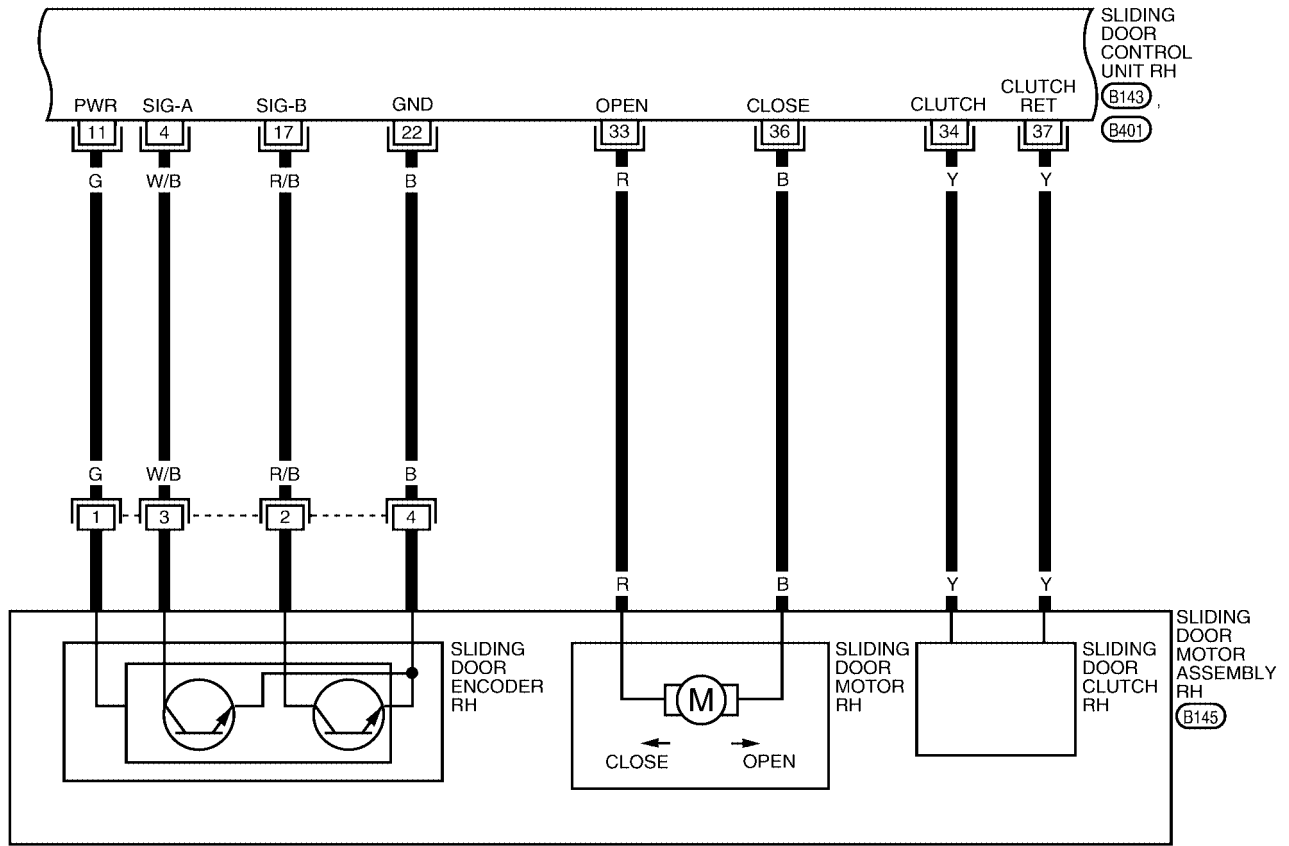 SLIDING
DOOR
CONTROL
UNIT RH
B143 ,
B401
PWR SIG-A SIG-B GND OPEN CLOSE CLUTCH CLUTCH
RET
11 4 17 22 33 36 34 37
G W/B R/B B R B Y Y
G W/B R/B B
1 3 2 4
R B Y Y
SLIDING
DOOR
MOTOR
ASSEMBLY
RH
B145
SLIDING
DOOR
ENCODER
RH
SLIDING
DOOR
MOTOR
RH
M
CLOSE OPEN
SLIDING
DOOR
CLUTCH
RH